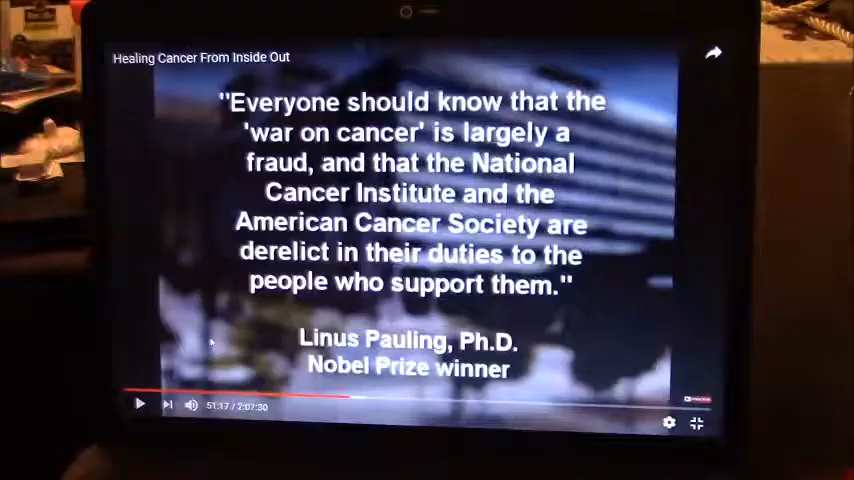 Healing Cancer From Inside Out
"Everyone should know that the
'war on cancer' is largely a
fraud, and that the National
Cancer Institute and the
American Cancer Society are
derelict in their duties to the
people who support them."
Linus Pauling, Ph.D.
Nobel Prize winner
51:17 / 2:07:30